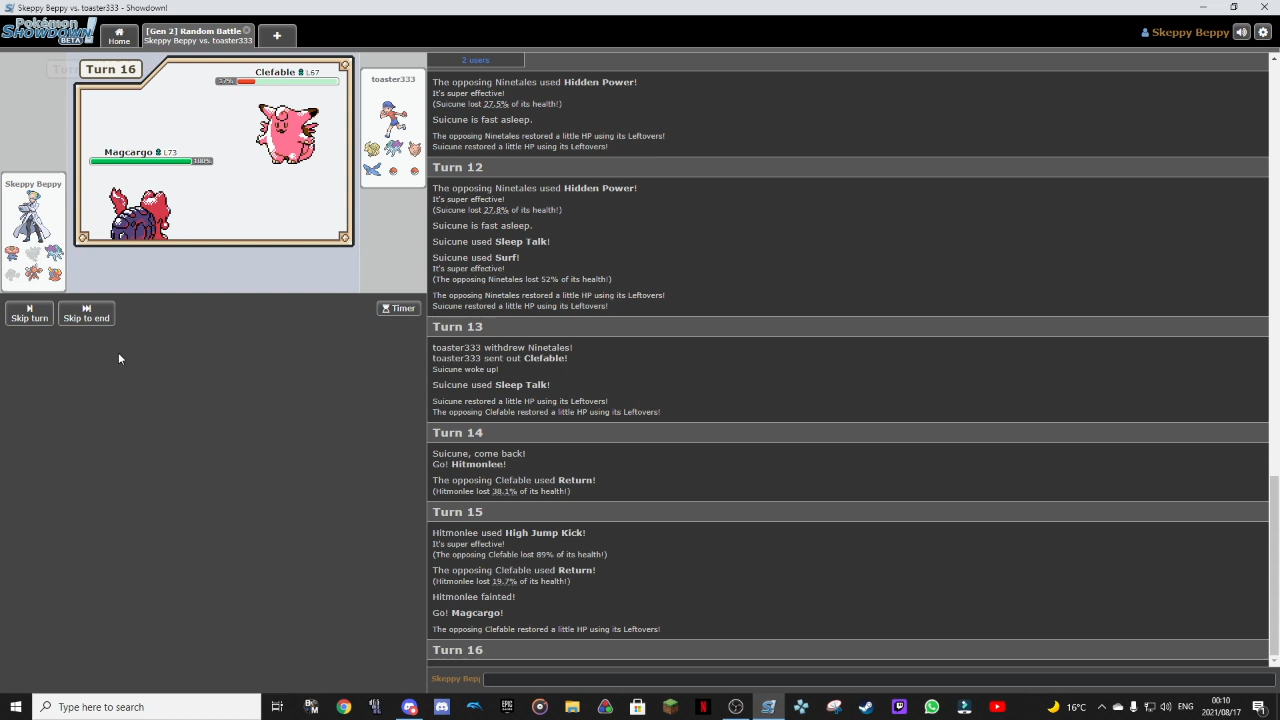 Skeppy Beppy vs. toaster333 - Showdown!
Pokémon
SHOWDOWN!
BETA
Home
[Gen 2] Random Battle
Skeppy Beppy vs. toaster333
+
Skeppy Beppy
Turn 16
Clefable L67
Magcargo L73
100%
toaster333
Skeppy Beppy
Skip turn
Skip to end
Timer
2 users
The opposing Ninetales used Hidden Power!
It's super effective!
(Suicune lost 27.5% of its health!)
Suicune is fast asleep.
The opposing Ninetales restored a little HP using its Leftovers!
Suicune restored a little HP using its Leftovers!
Turn 12
The opposing Ninetales used Hidden Power!
It's super effective!
(Suicune lost 27.8% of its health!)
Suicune is fast asleep.
Suicune used Sleep Talk!
Suicune used Surf!
It's super effective!
(The opposing Ninetales lost 52% of its health!)
The opposing Ninetales restored a little HP using its Leftovers!
Suicune restored a little HP using its Leftovers!
Turn 13
toaster333 withdrew Ninetales!
toaster333 sent out Clefable!
Suicune woke up!
Suicune used Sleep Talk!
Suicune restored a little HP using its Leftovers!
The opposing Clefable restored a little HP using its Leftovers!
Turn 14
Suicune, come back!
Go! Hitmonlee!
The opposing Clefable used Return!
(Hitmonlee lost 38.1% of its health!)
Turn 15
Hitmonlee used High Jump Kick!
It's super effective!
(The opposing Clefable lost 89% of its health!)
The opposing Clefable used Return!
(Hitmonlee lost 19.7% of its health!)
Hitmonlee fainted!
Go! Magcargo!
The opposing Clefable restored a little HP using its Leftovers!
Turn 16
Skeppy Bepp
Type here to search
16°C
ENG
00:10
2021/08/17